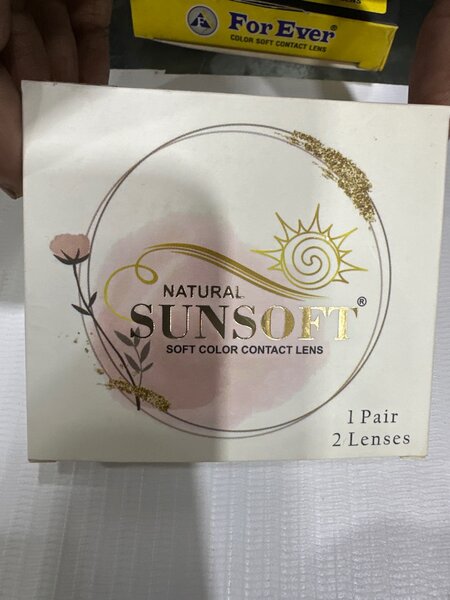 For Ever®
COLOR SOFT CONTACT LENS
NATURAL
SUNSOFT®
SOFT COLOR CONTACT LENS
1 Pair
2 Lenses